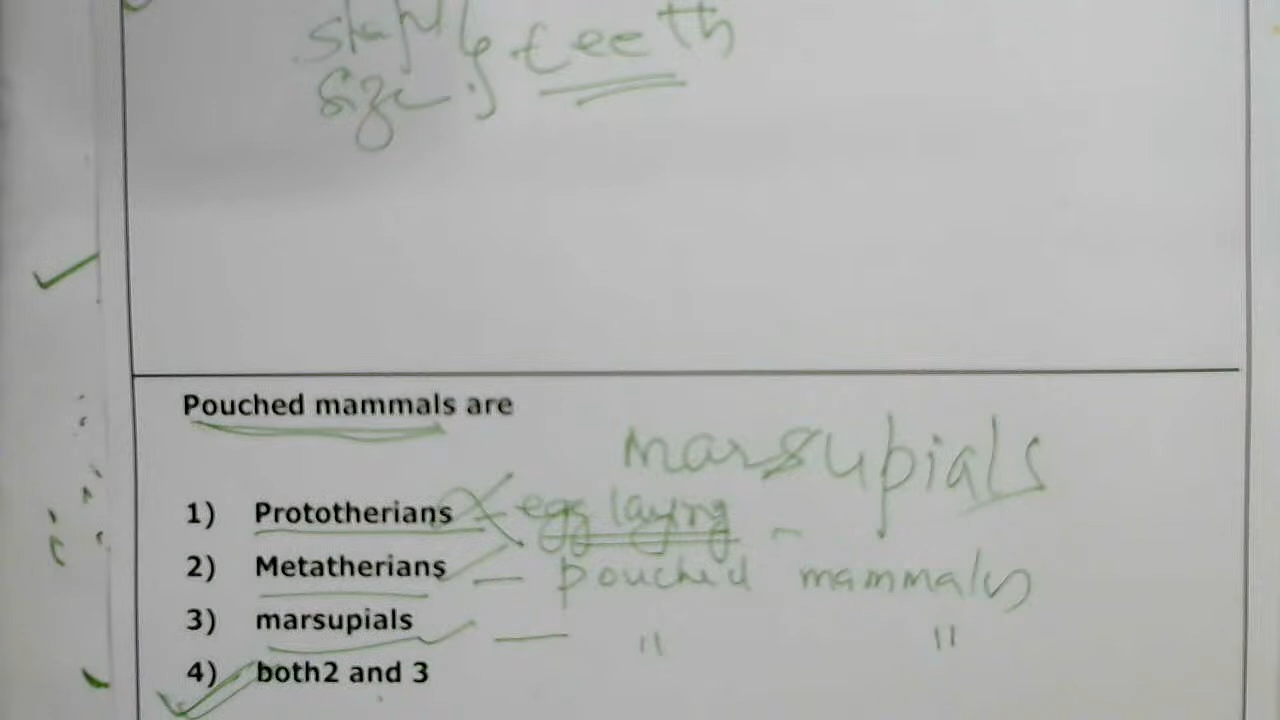 shape
size } teeth
Pouched mammals are
marsupials
1) Prototherians - egg laying -
2) Metatherians - pouched mammals
3) marsupials - " "
4) both2 and 3